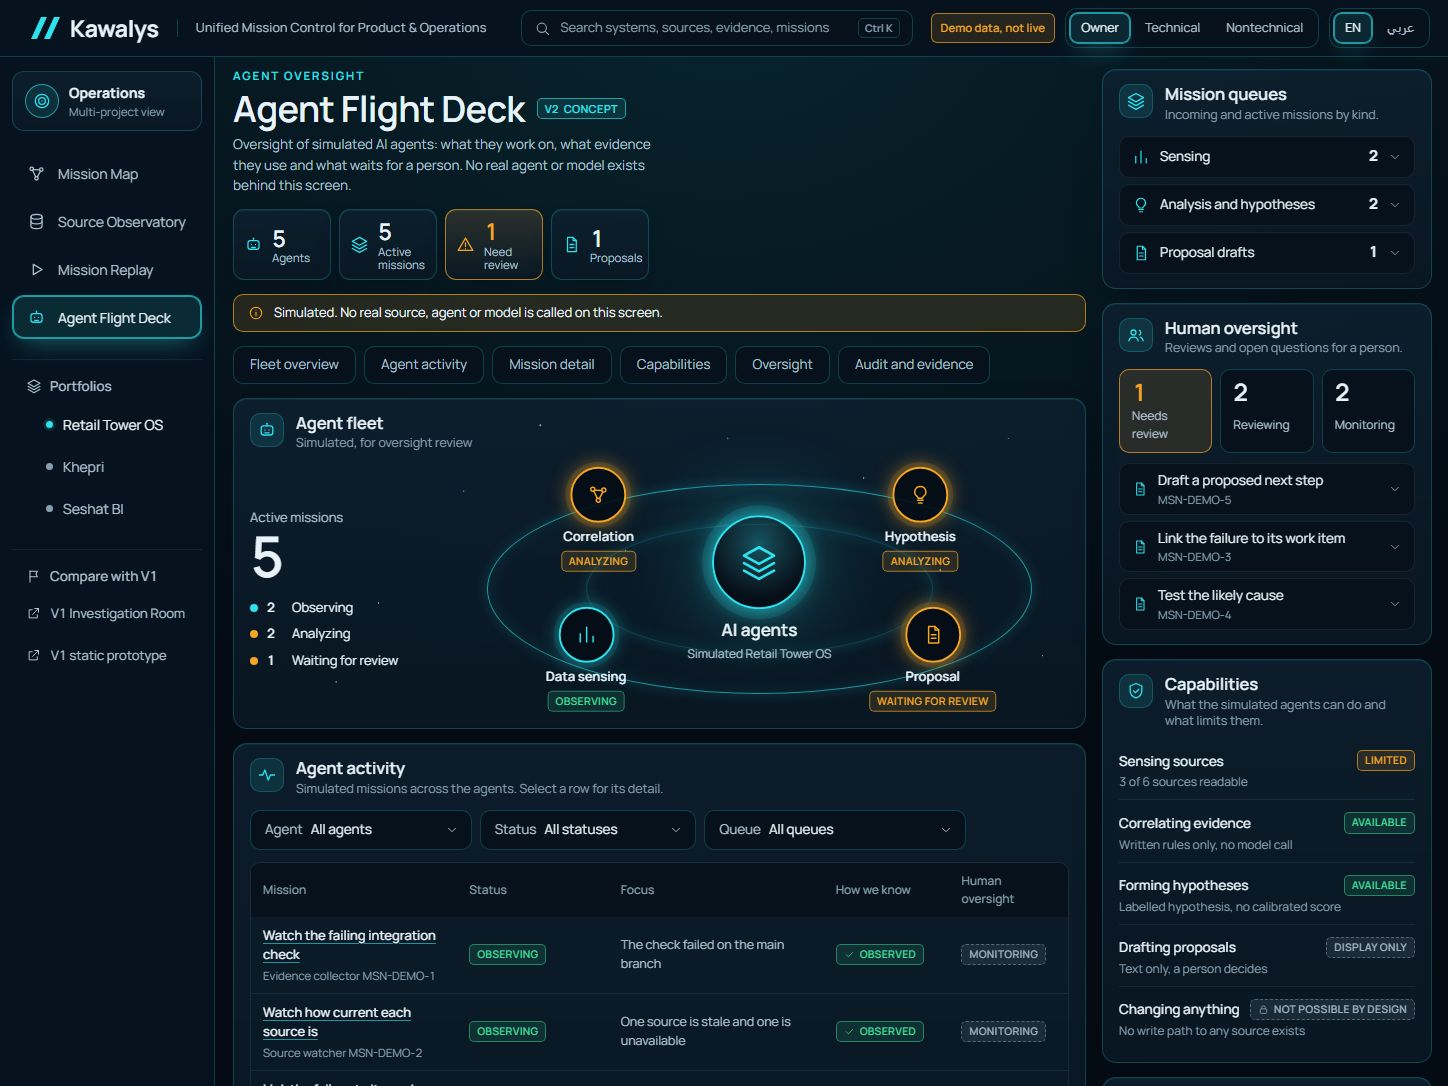 Kawalys
Unified Mission Control for Product & Operations
Search systems, sources, evidence, missions
Ctrl K
Demo data, not live
Owner
Technical
Nontechnical
EN
عربي
Operations
Multi-project view
Mission Map
Source Observatory
Mission Replay
Agent Flight Deck
Portfolios
Retail Tower OS
Khepri
Seshat BI
Compare with V1
V1 Investigation Room
V1 static prototype
AGENT OVERSIGHT
Agent Flight Deck
V2 CONCEPT
Oversight of simulated AI agents: what they work on, what evidence
they use and what waits for a person. No real agent or model exists
behind this screen.
5
Agents
5
Active
missions
1
Need
review
1
Proposals
Simulated. No real source, agent or model is called on this screen.
Fleet overview
Agent activity
Mission detail
Capabilities
Oversight
Audit and evidence
Agent fleet
Simulated, for oversight review
Active missions
5
2 Observing
2 Analyzing
1 Waiting for review
Correlation
ANALYZING
Hypothesis
ANALYZING
AI agents
Simulated Retail Tower OS
Data sensing
OBSERVING
Proposal
WAITING FOR REVIEW
Agent activity
Simulated missions across the agents. Select a row for its detail.
Agent All agents
Status All statuses
Queue All queues
Mission
Status
Focus
How we know
Human
oversight
Watch the failing integration
check
Evidence collector MSN-DEMO-1
OBSERVING
The check failed on the main
branch
OBSERVED
MONITORING
Watch how current each
source is
Source watcher MSN-DEMO-2
OBSERVING
One source is stale and one is
unavailable
OBSERVED
MONITORING
Mission queues
Incoming and active missions by kind.
Sensing 2
Analysis and hypotheses 2
Proposal drafts 1
Human oversight
Reviews and open questions for a person.
1
Needs
review
2
Reviewing
2
Monitoring
Draft a proposed next step
MSN-DEMO-5
Link the failure to its work item
MSN-DEMO-3
Test the likely cause
MSN-DEMO-4
Capabilities
What the simulated agents can do and
what limits them.
Sensing sources
LIMITED
3 of 6 sources readable
Correlating evidence
AVAILABLE
Written rules only, no model call
Forming hypotheses
AVAILABLE
Labelled hypothesis, no calibrated score
Drafting proposals
DISPLAY ONLY
Text only, a person decides
Changing anything
NOT POSSIBLE BY DESIGN
No write path to any source exists